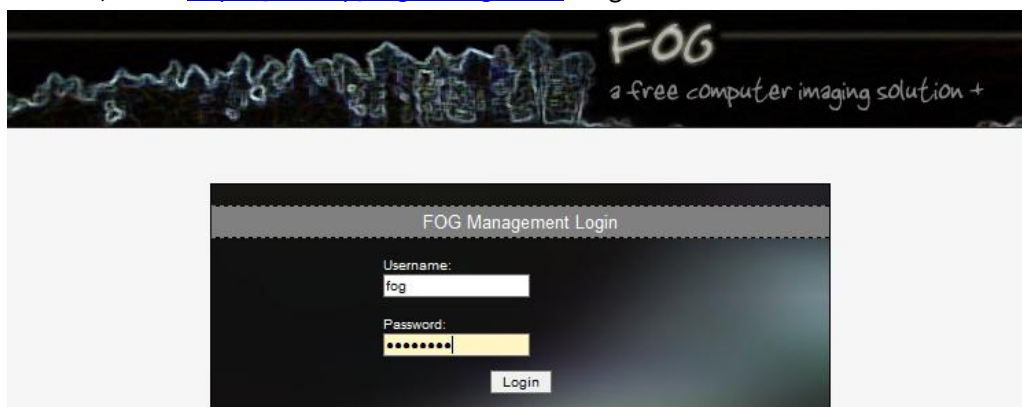 FOG
a free computer imaging solution +
FOG Management Login
Username:
fog
Password:
••••••••
Login